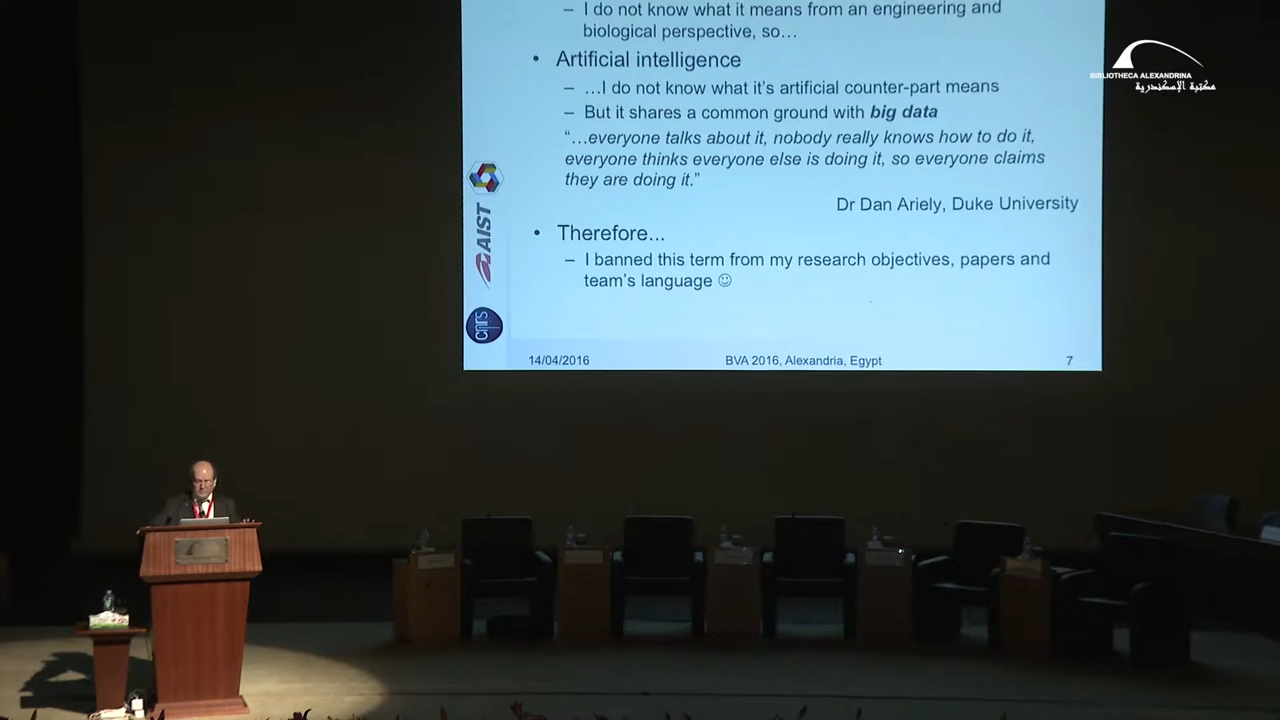 – I do not know what it means from an engineering and
biological perspective, so…
• Artificial intelligence
– …I do not know what it’s artificial counter-part means
– But it shares a common ground with big data
“…everyone talks about it, nobody really knows how to do it,
everyone thinks everyone else is doing it, so everyone claims
they are doing it.”
Dr Dan Ariely, Duke University
• Therefore...
– I banned this term from my research objectives, papers and
team’s language ☺
14/04/2016 BVA 2016, Alexandria, Egypt 7
AIST
cnrs
BIBLIOTHECA ALEXANDRINA
مكتبة الإسكندرية